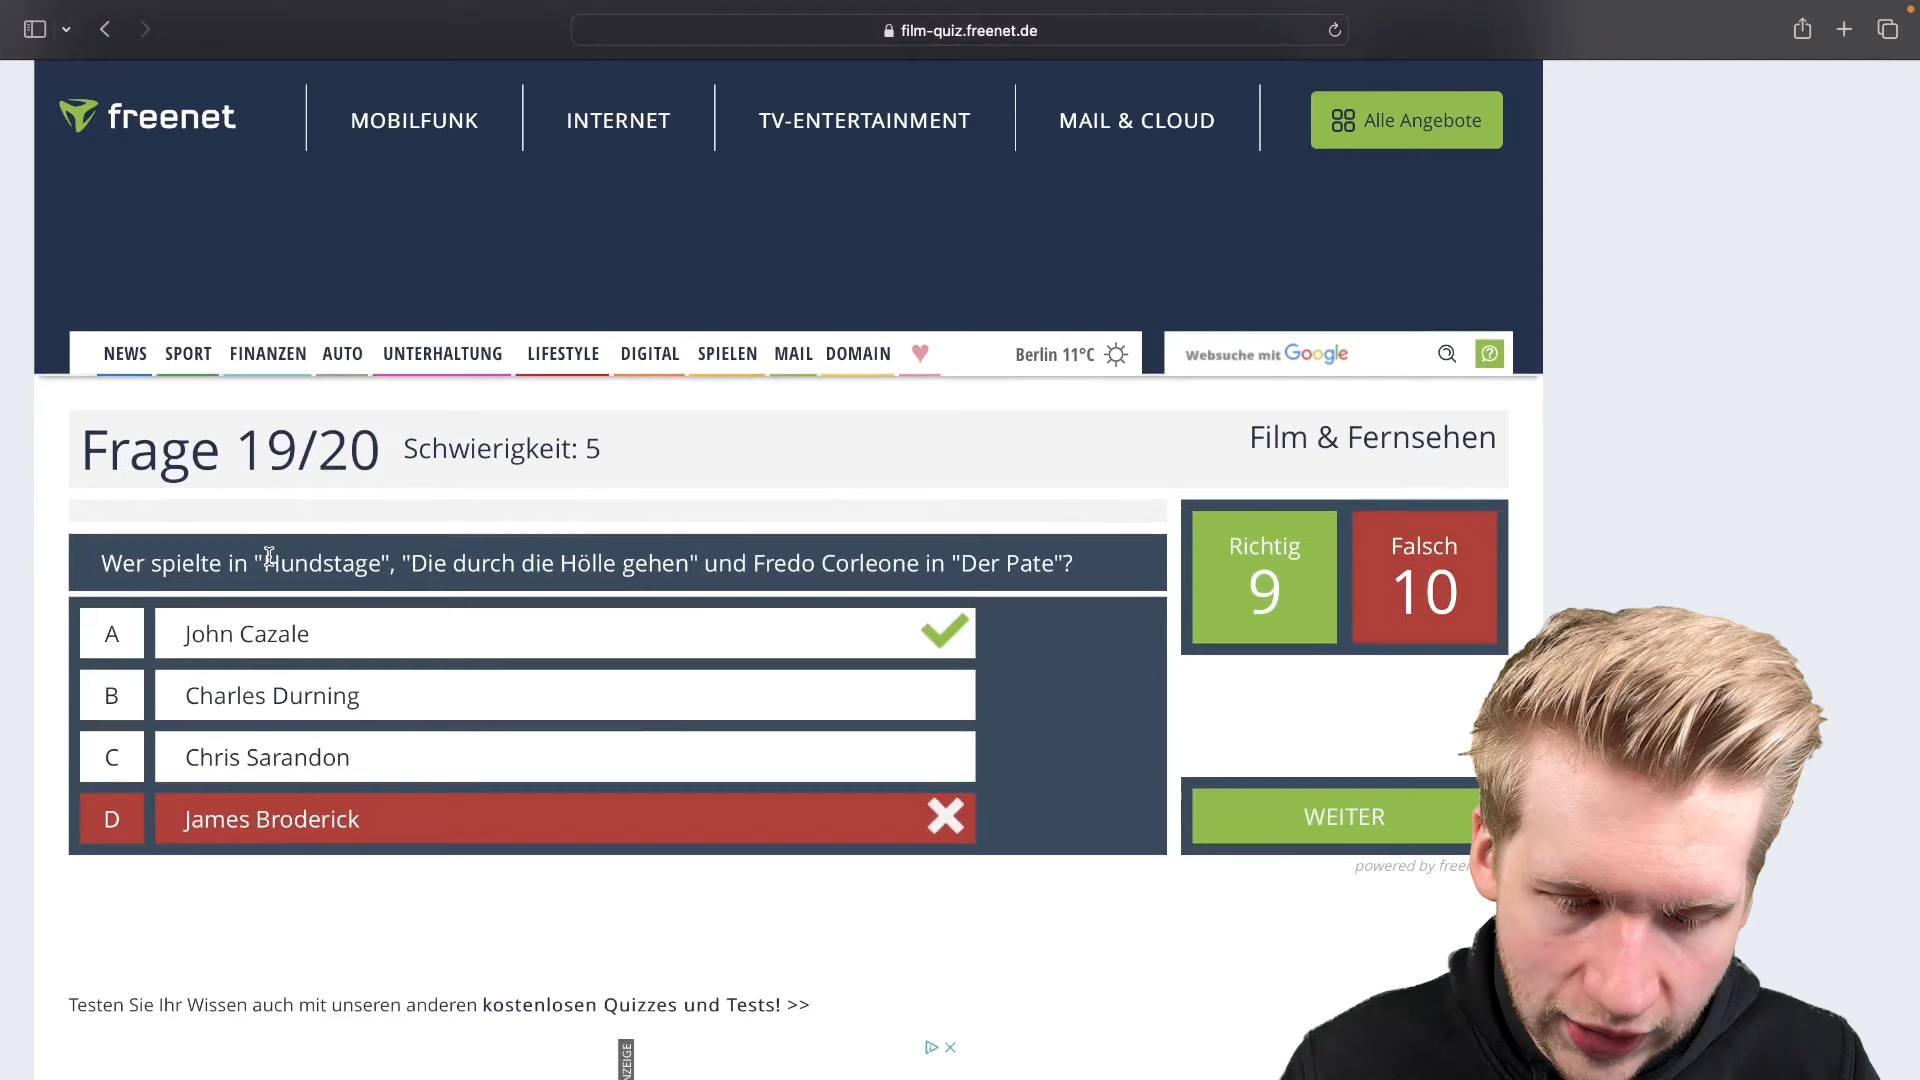 film-quiz.freenet.de
freenet
MOBILFUNK
INTERNET
TV-ENTERTAINMENT
MAIL & CLOUD
Alle Angebote
NEWS SPORT FINANZEN AUTO UNTERHALTUNG LIFESTYLE DIGITAL SPIELEN MAIL DOMAIN
Berlin 11°C
Websuche mit Google
Frage 19/20 Schwierigkeit: 5
Film & Fernsehen
Wer spielte in "Hundstage", "Die durch die Hölle gehen" und Fredo Corleone in "Der Pate"?
A John Cazale
B Charles Durning
C Chris Sarandon
D James Broderick
Richtig
9
Falsch
10
WEITER
powered by
Testen Sie Ihr Wissen auch mit unseren anderen kostenlosen Quizzes und Tests! >>